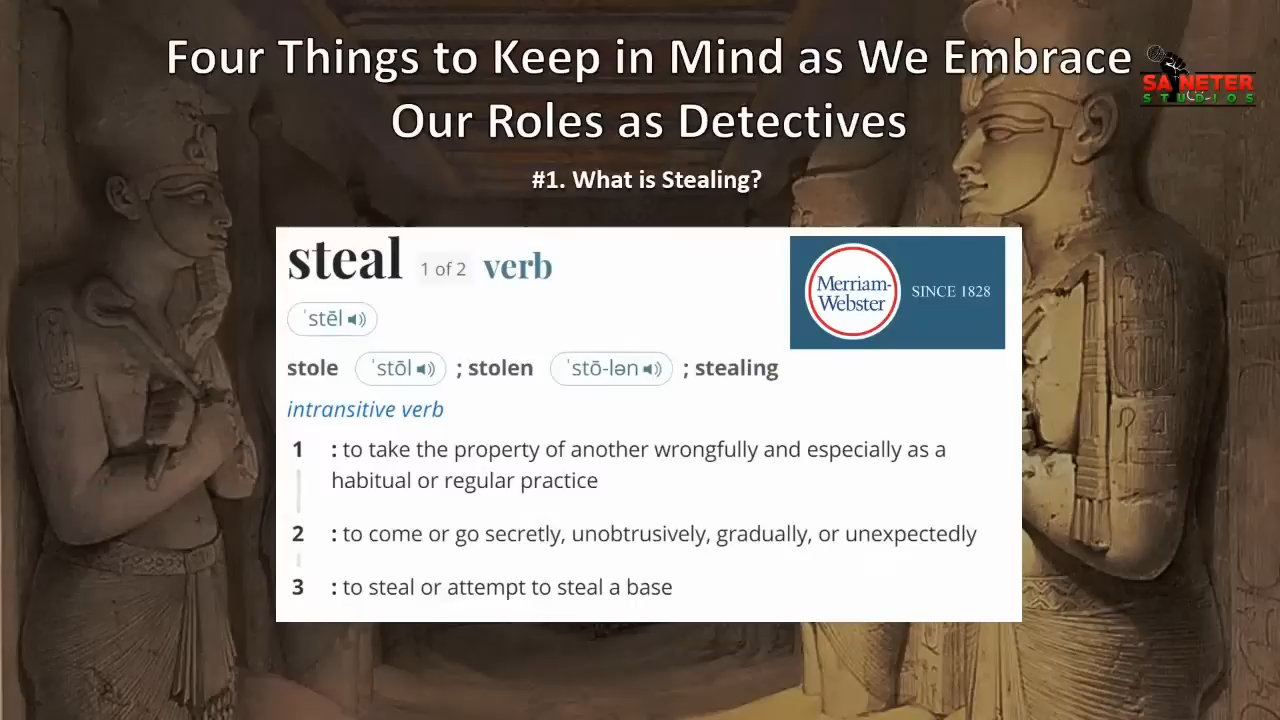 Four Things to Keep in Mind as We Embrace
Our Roles as Detectives
SA NETER
STUDIOS
#1. What is Stealing?
steal 1 of 2 verb
Merriam-
Webster
SINCE 1828
ˈstēl
stole ˈstōl ; stolen ˈstō-lən ; stealing
intransitive verb
1 : to take the property of another wrongfully and especially as a
habitual or regular practice
2 : to come or go secretly, unobtrusively, gradually, or unexpectedly
3 : to steal or attempt to steal a base